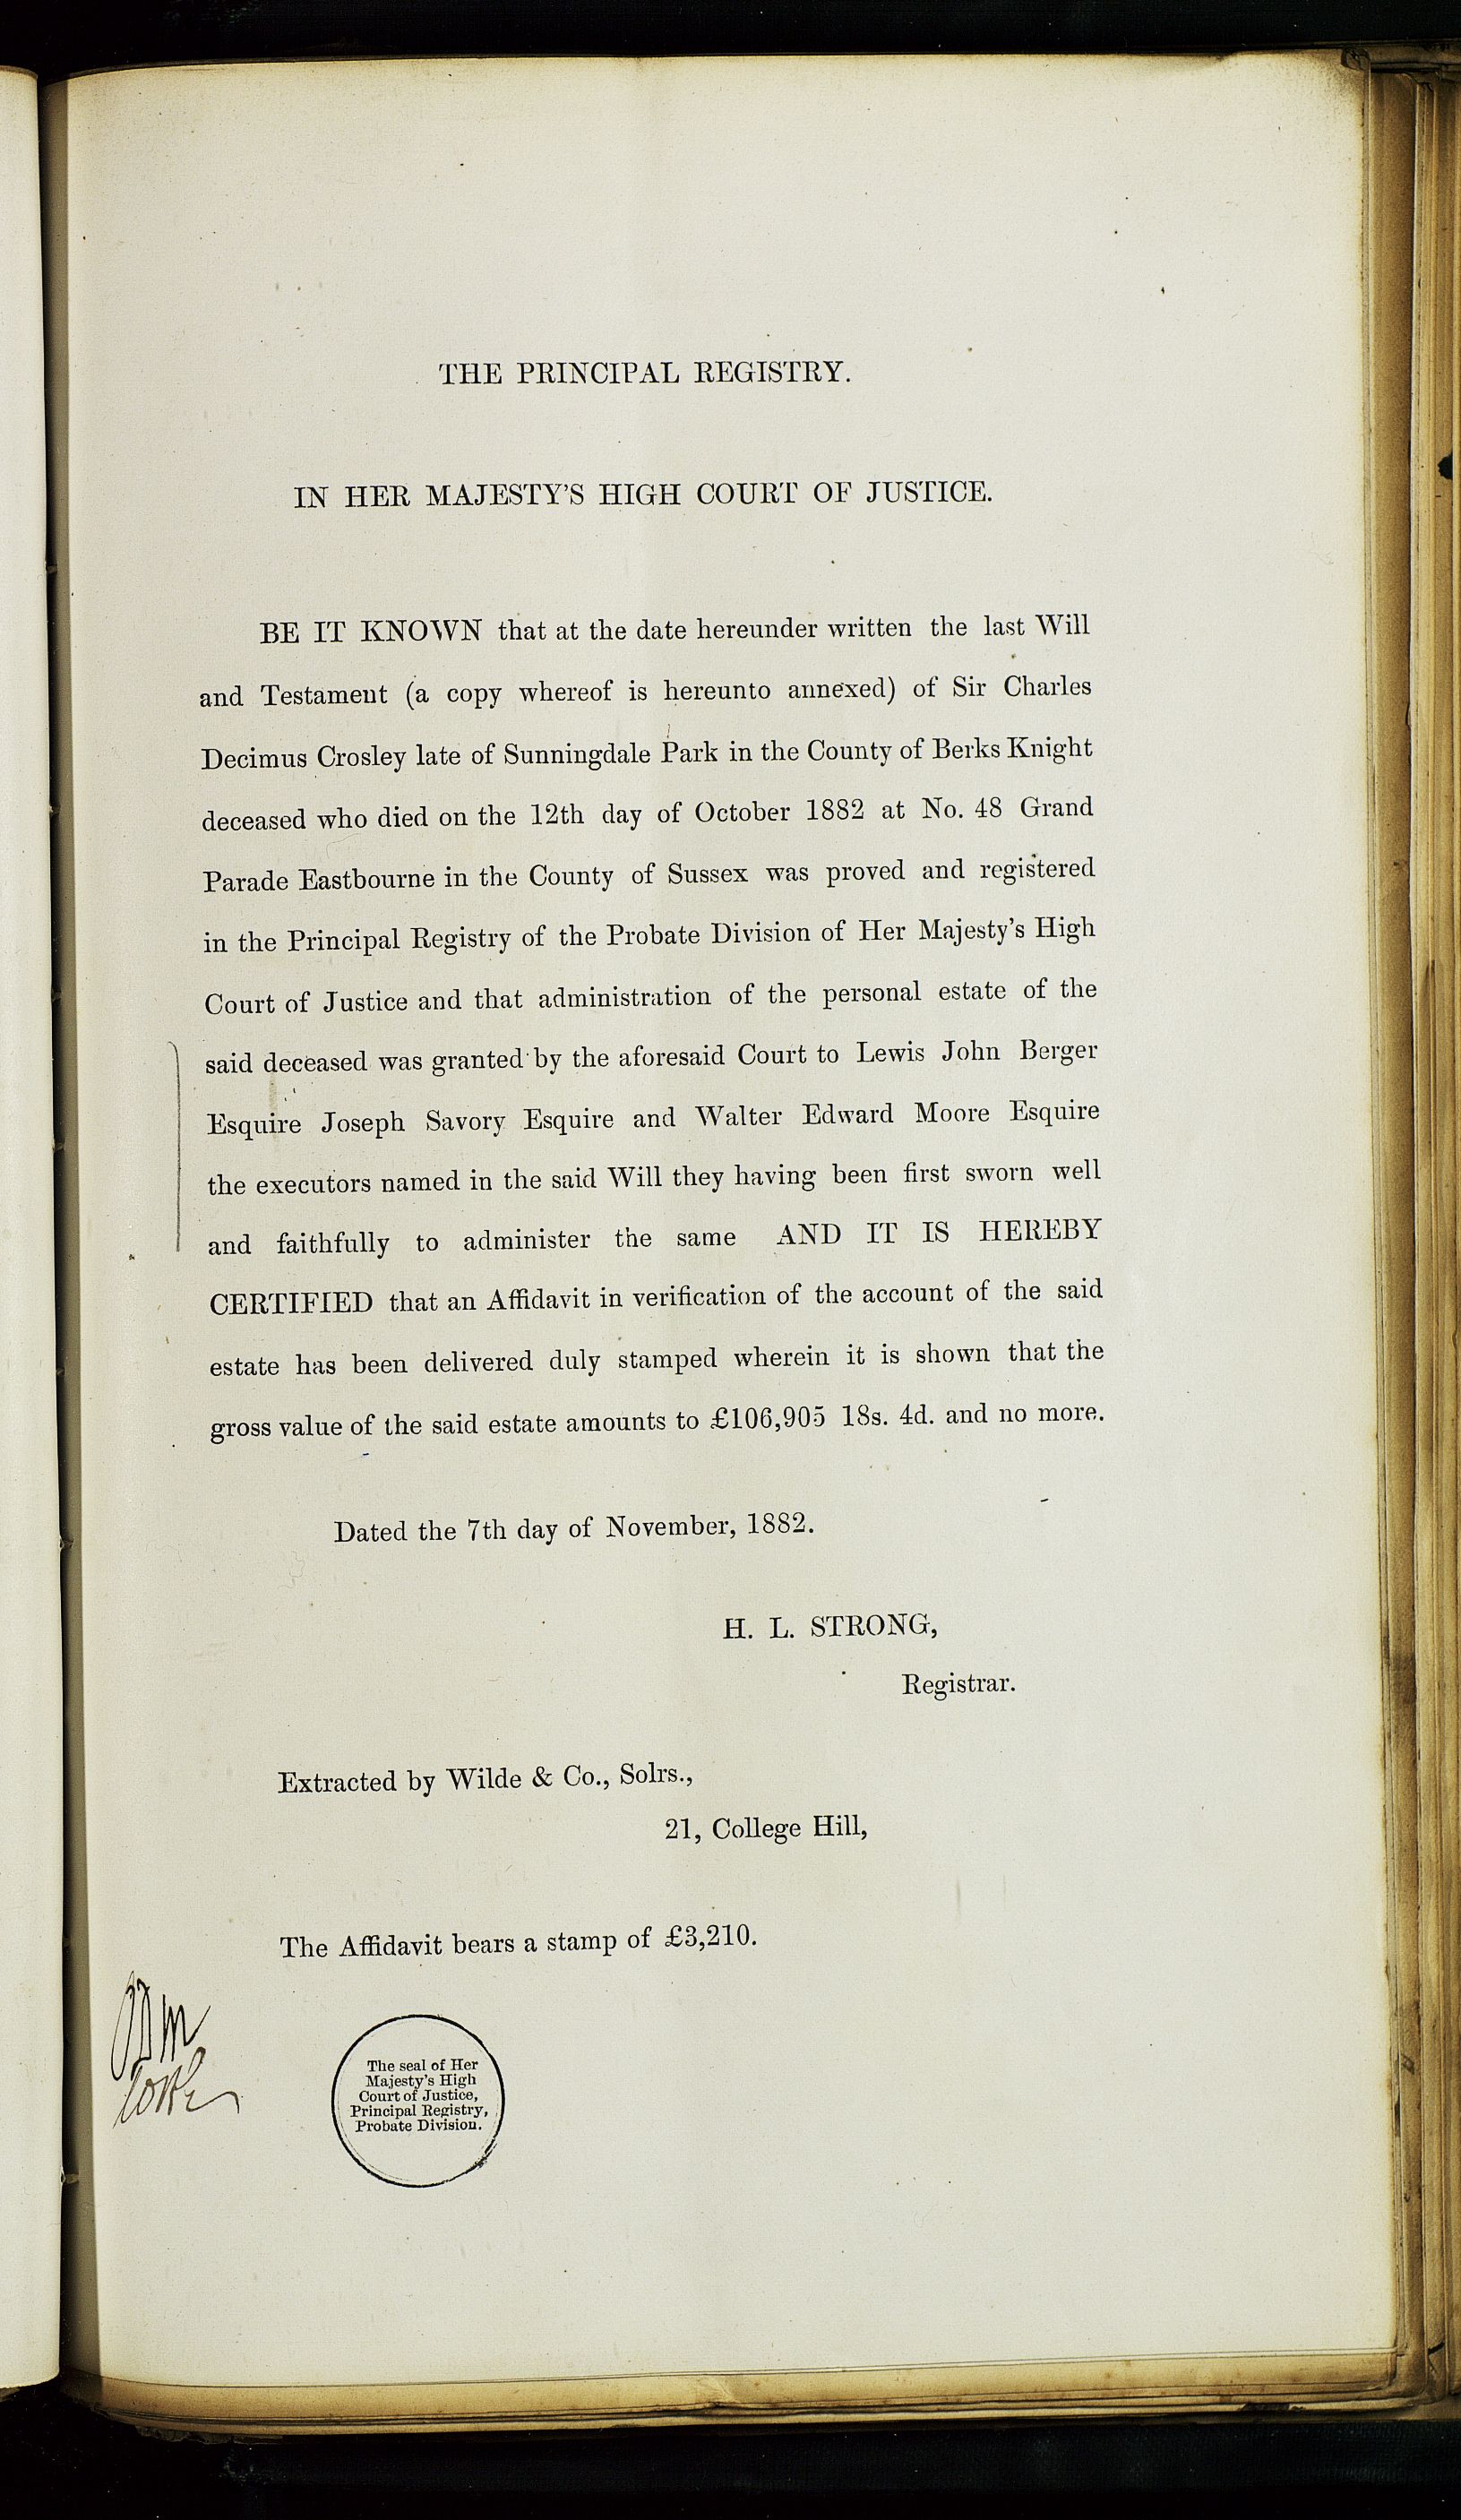 THE PRINCIPAL REGISTRY.
IN HER MAJESTY'S HIGH COURT OF JUSTICE.
BE IT KNOWN that at the date hereunder written the last Will
and Testament (a copy whereof is hereunto annexed) of Sir Charles
Decimus Crosley late of Sunningdale Park in the County of Berks Knight
deceased who died on the 12th day of October 1882 at No. 48 Grand
Parade Eastbourne in the County of Sussex was proved and registered
in the Principal Registry of the Probate Division of Her Majesty's High
Court of Justice and that administration of the personal estate of the
said deceased was granted by the aforesaid Court to Lewis John Berger
Esquire Joseph Savory Esquire and Walter Edward Moore Esquire
the executors named in the said Will they having been first sworn well
and faithfully to administer the same AND IT IS HEREBY
CERTIFIED that an Affidavit in verification of the account of the said
estate has been delivered duly stamped wherein it is shown that the
gross value of the said estate amounts to £106,905 18s. 4d. and no more.
Dated the 7th day of November, 1882.
H. L. STRONG,
Registrar.
Extracted by Wilde & Co., Solrs.,
21, College Hill,
The Affidavit bears a stamp of £3,210.
The seal of Her
Majesty's High
Court of Justice,
Principal Registry,
Probate Division.